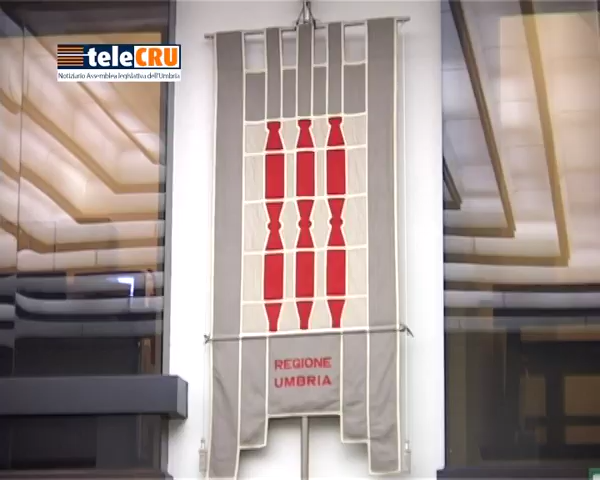 teleCRU
Notiziario Assemblea legislativa dell'Umbria
REGIONE
UMBRIA